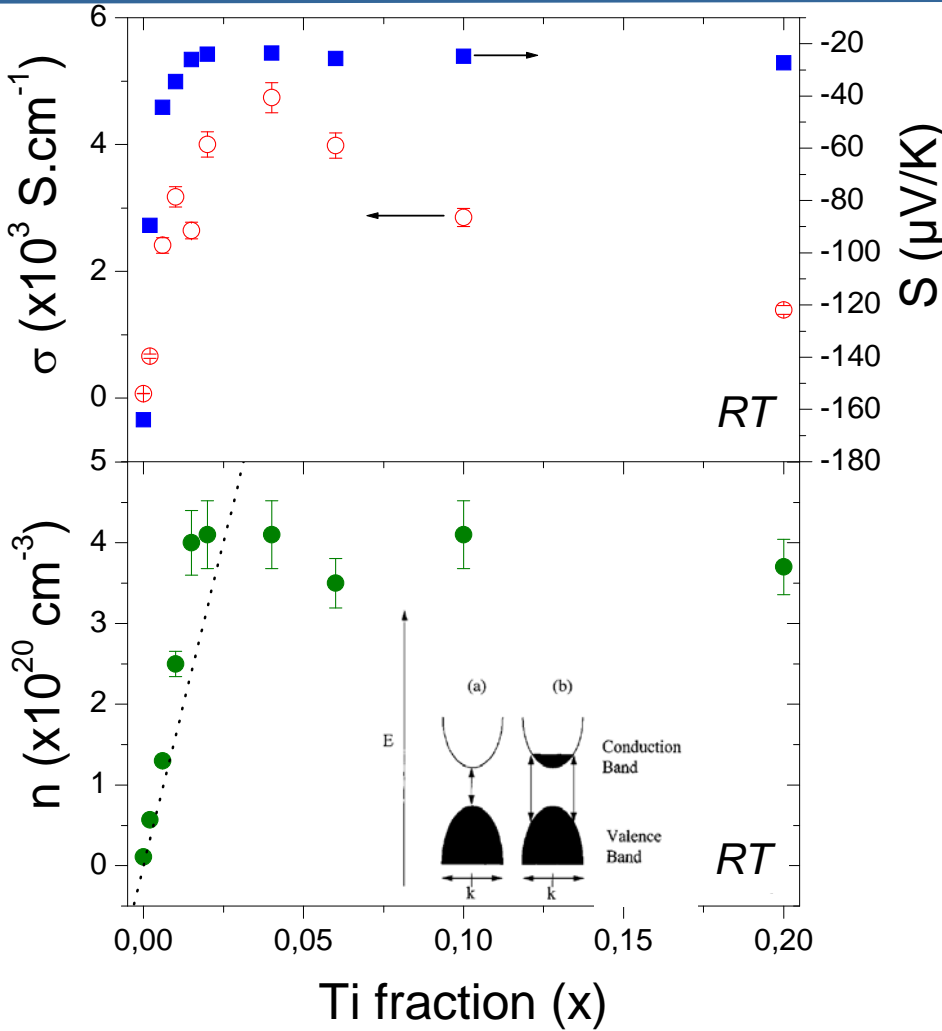 6
4
2
0
σ (x10³ S.cm⁻¹)
-20
-40
-60
-80
-100
-120
-140
-160
-180
S (µV/K)
RT
5
4
3
2
1
0
n (x10²⁰ cm⁻³)
(a) (b)
E
Conduction
Band
Valence
Band
k k
RT
0,00 0,05 0,10 0,15 0,20
Ti fraction (x)